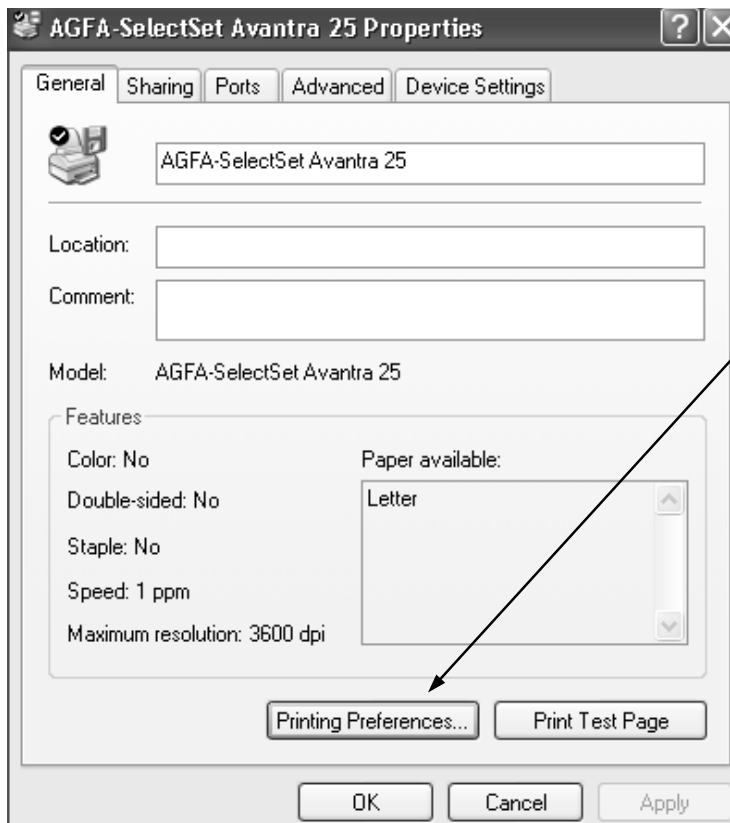 AGFA-SelectSet Avantra 25 Properties
General Sharing Ports Advanced Device Settings
AGFA-SelectSet Avantra 25
Location:
Comment:
Model: AGFA-SelectSet Avantra 25
Features
Color: No
Double-sided: No
Staple: No
Speed: 1 ppm
Maximum resolution: 3600 dpi
Paper available:
Letter
Printing Preferences... Print Test Page
OK Cancel Apply